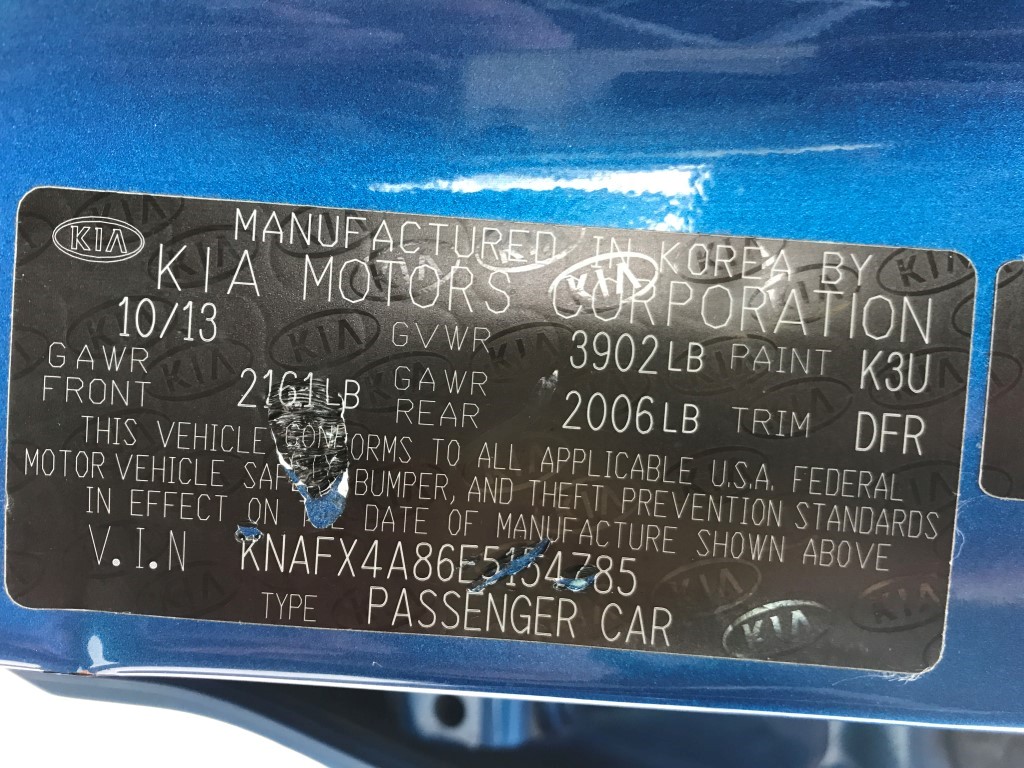 KIA
MANUFACTURED IN KOREA BY
KIA MOTORS CORPORATION
10/13 GVWR 3902LB PAINT K3U
GAWR FRONT 2161LB GAWR REAR 2006LB TRIM DFR
THIS VEHICLE CONFORMS TO ALL APPLICABLE U.S.A. FEDERAL
MOTOR VEHICLE BUMPER, AND THEFT PREVENTION STANDARDS
IN EFFECT ON THE DATE OF MANUFACTURE SHOWN ABOVE
V.I.N KNAFX4A86E5154785
TYPE PASSENGER CAR